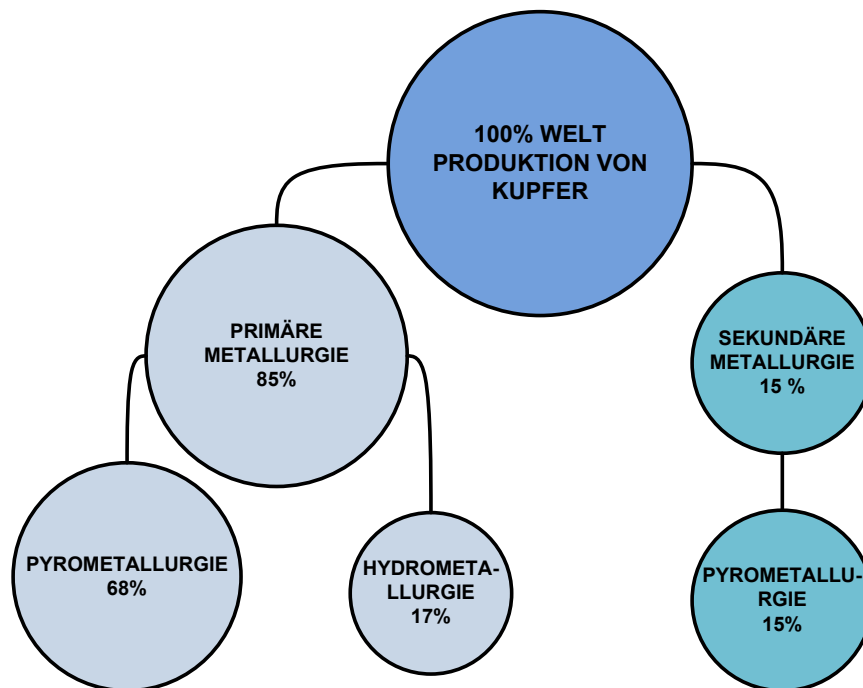 100% WELT
PRODUKTION VON
KUPFER
PRIMÄRE
METALLURGIE
85%
SEKUNDÄRE
METALLURGIE
15 %
PYROMETALLURGIE
68%
HYDROMETA-
LLURGIE
17%
PYROMETALLU-
RGIE
15%